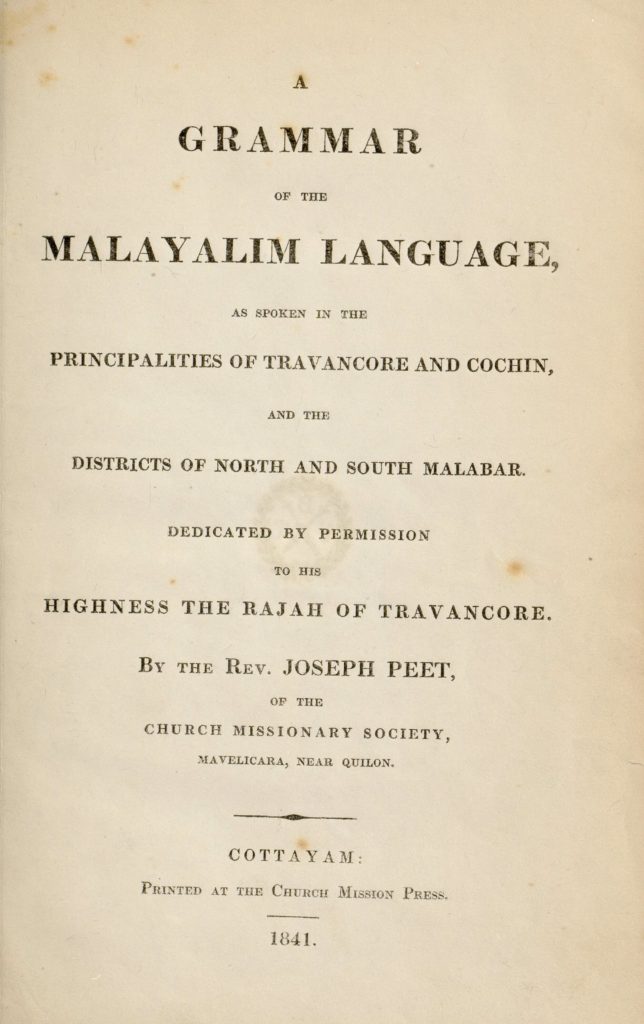 A
GRAMMAR
OF THE
MALAYALIM LANGUAGE,
AS SPOKEN IN THE
PRINCIPALITIES OF TRAVANCORE AND COCHIN,
AND THE
DISTRICTS OF NORTH AND SOUTH MALABAR.
DEDICATED BY PERMISSION
TO HIS
HIGHNESS THE RAJAH OF TRAVANCORE.
BY THE REV. JOSEPH PEET,
OF THE
CHURCH MISSIONARY SOCIETY,
MAVELICARA, NEAR QUILON.
COTTAYAM:
PRINTED AT THE CHURCH MISSION PRESS.
1841.